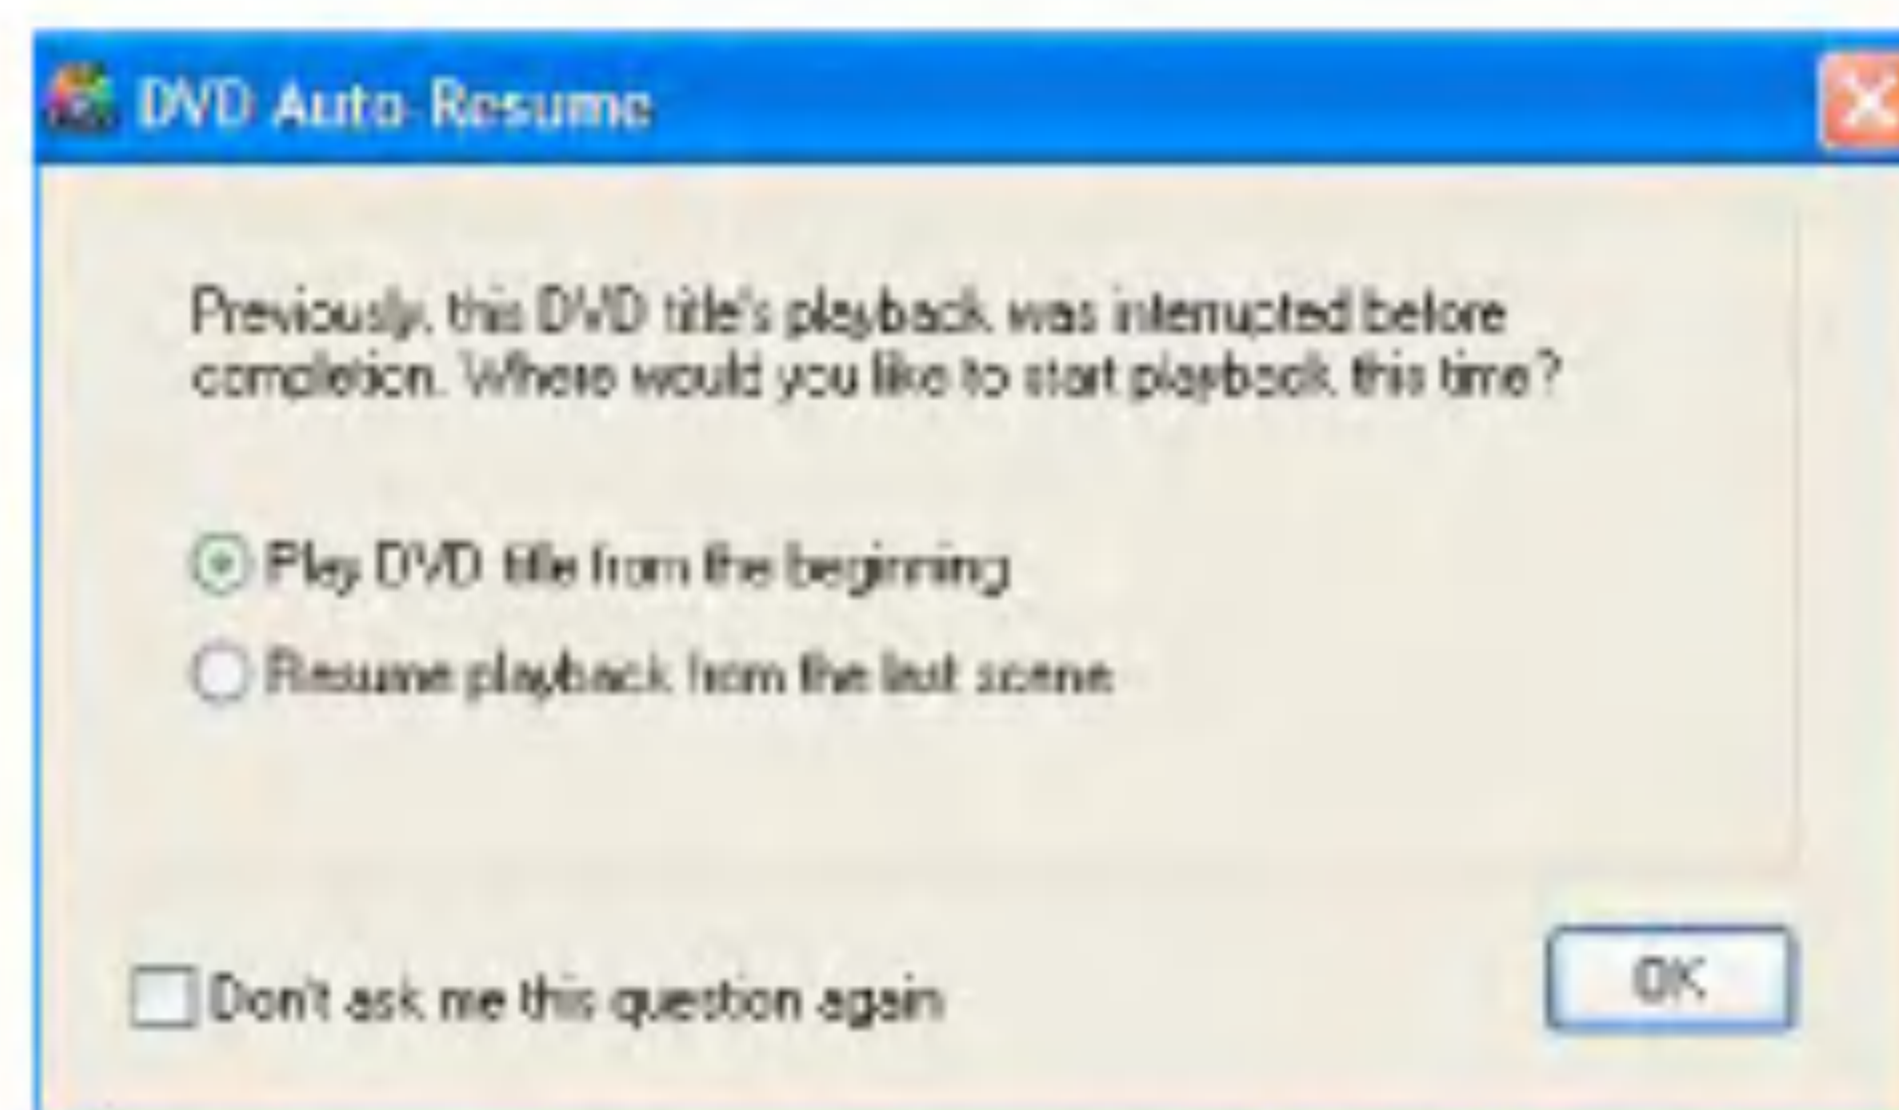 DVD Auto-Resume
Previously, this DVD title's playback was interrupted before
completion. Where would you like to start playback this time?
Play DVD title from the beginning
Resume playback from the last scene
Don't ask me this question again
OK